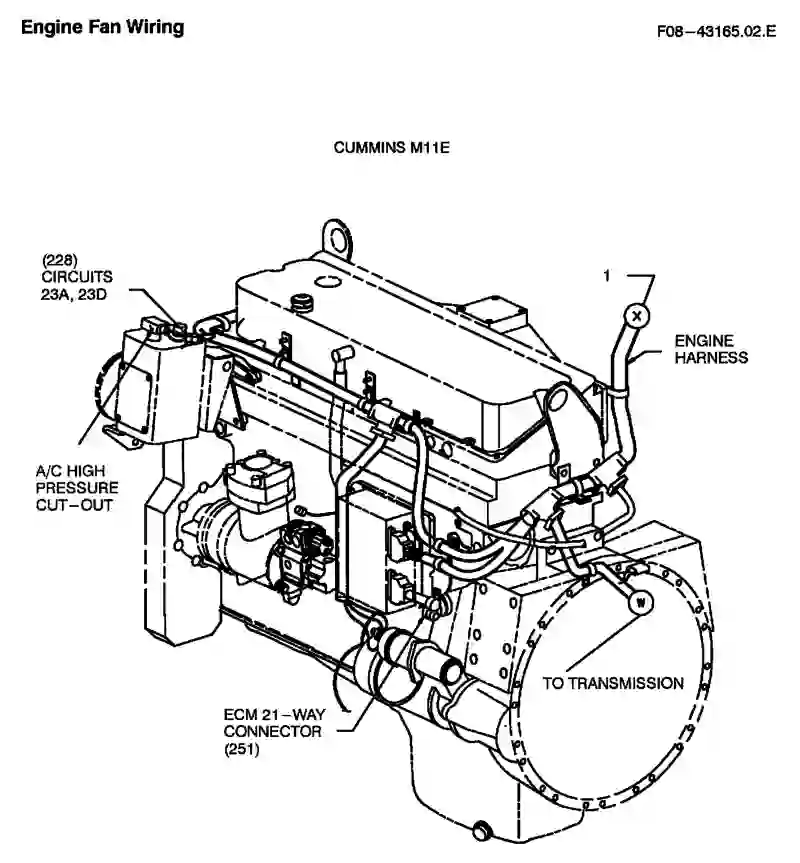 Engine Fan Wiring
F08-43165.02.E
CUMMINS M11E
(228)
CIRCUITS
23A, 23D
1
X
ENGINE
HARNESS
A/C HIGH
PRESSURE
CUT-OUT
W
TO TRANSMISSION
ECM 21-WAY
CONNECTOR
(251)